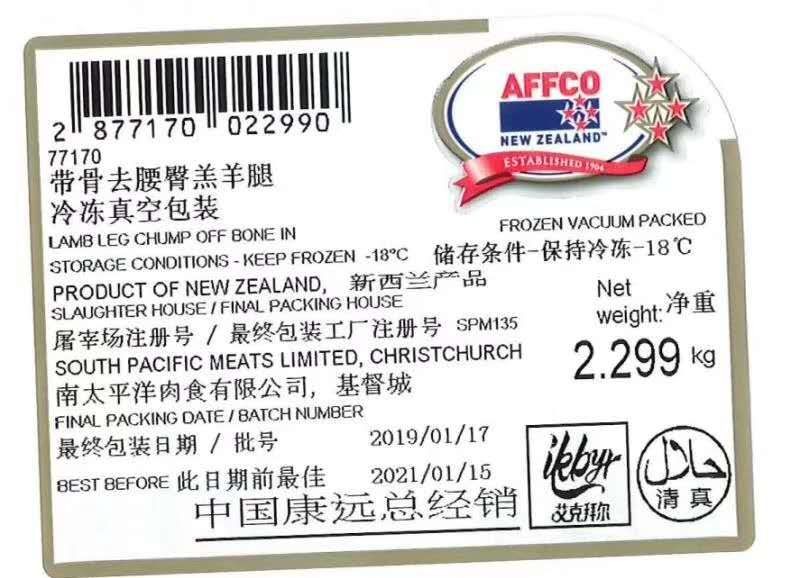 AFFCO
NEW ZEALAND™
ESTABLISHED 1904
2 877170 022990
77170
带骨去腰臀羔羊腿
冷冻真空包装
LAMB LEG CHUMP OFF BONE IN
FROZEN VACUUM PACKED
STORAGE CONDITIONS - KEEP FROZEN -18°C 储存条件-保持冷冻-18℃
PRODUCT OF NEW ZEALAND, 新西兰产品
SLAUGHTER HOUSE / FINAL PACKING HOUSE
屠宰场注册号 / 最终包装工厂注册号 SPM135
Net
weight: 净重
2.299 kg
SOUTH PACIFIC MEATS LIMITED, CHRISTCHURCH
南太平洋肉食有限公司, 基督城
FINAL PACKING DATE / BATCH NUMBER
最终包装日期 / 批号 2019/01/17
BEST BEFORE 此日期前最佳 2021/01/15
中国康远总经销
ikbyr
艾克拜尔
حلال
清真